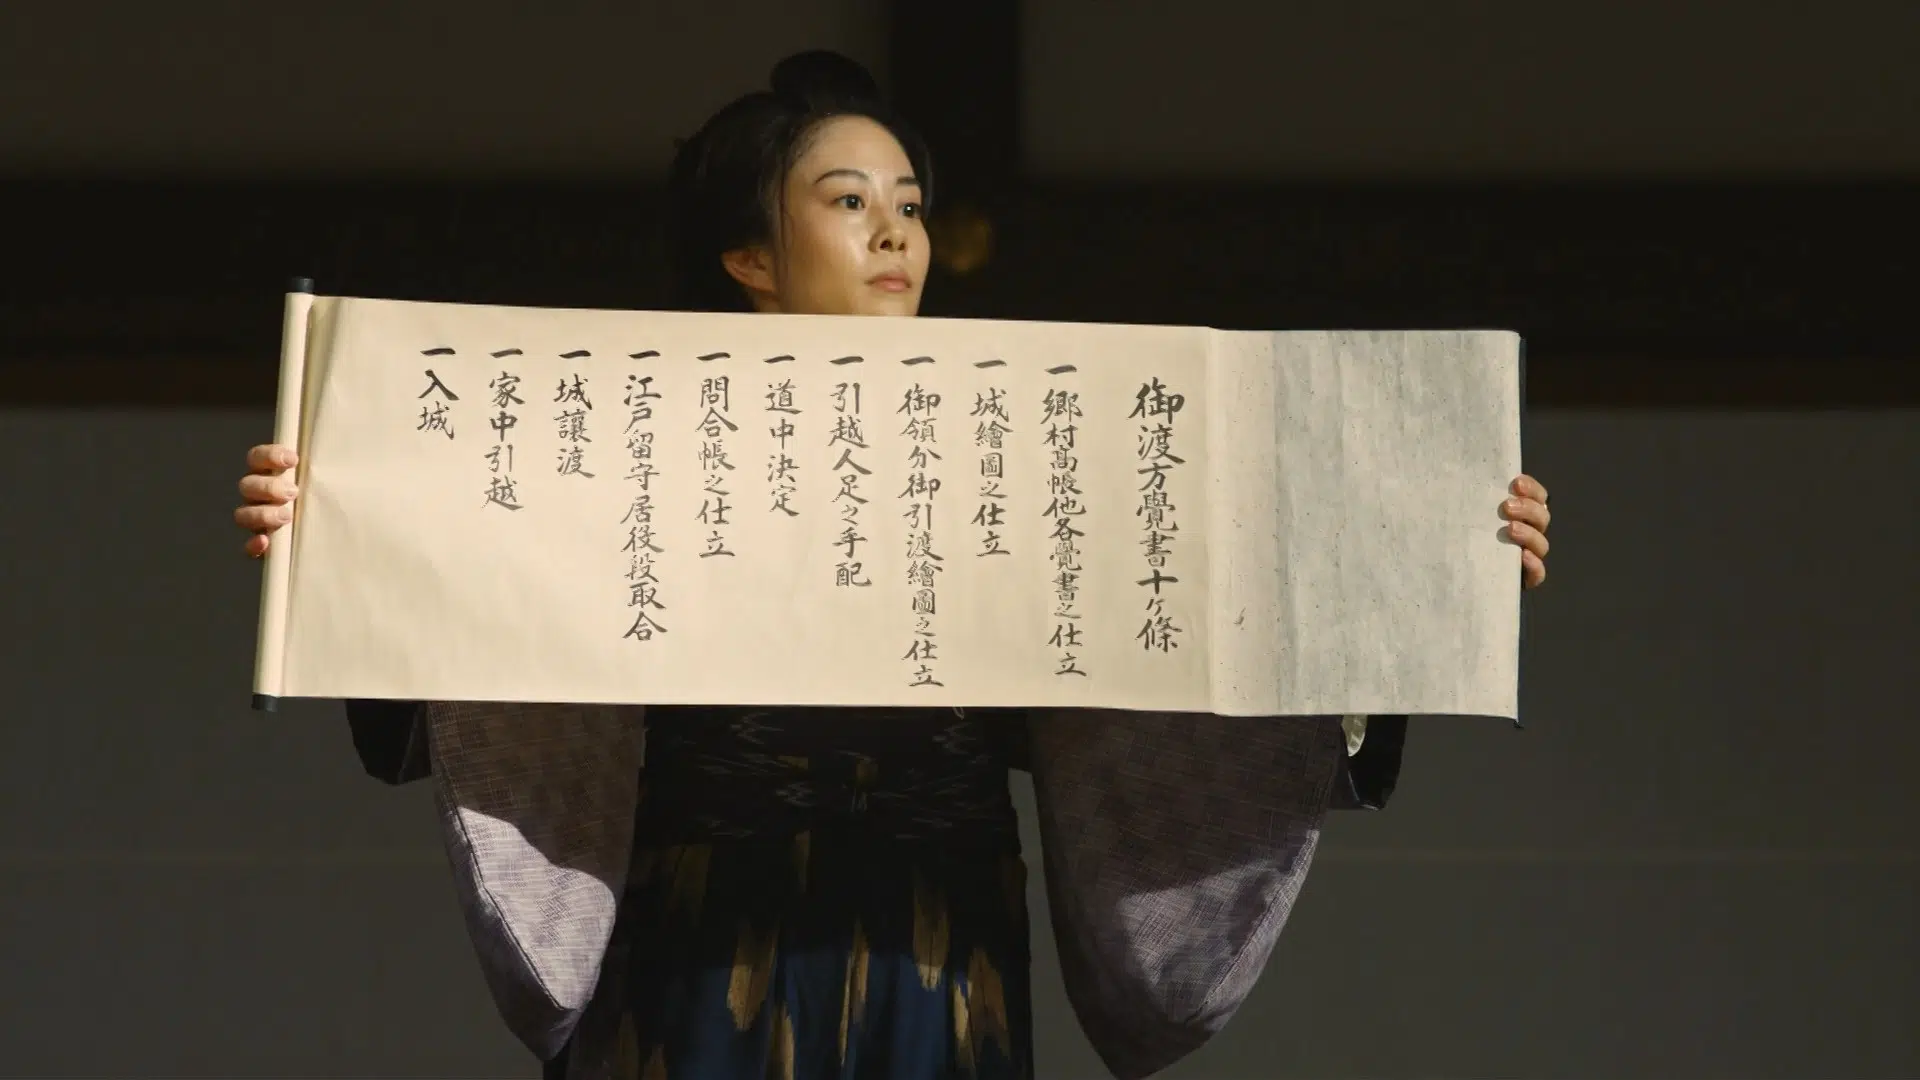 御渡方覺書十ケ條
一 郷村高帳他各覺書之仕立
一 城繪圖之仕立
一 御領分御引渡繪圖之仕立
一 引越人足之手配
一 道中決定
一 問合帳之仕立
一 江戸留守居役段取合
一 城讓渡
一 家中引越
一 入城